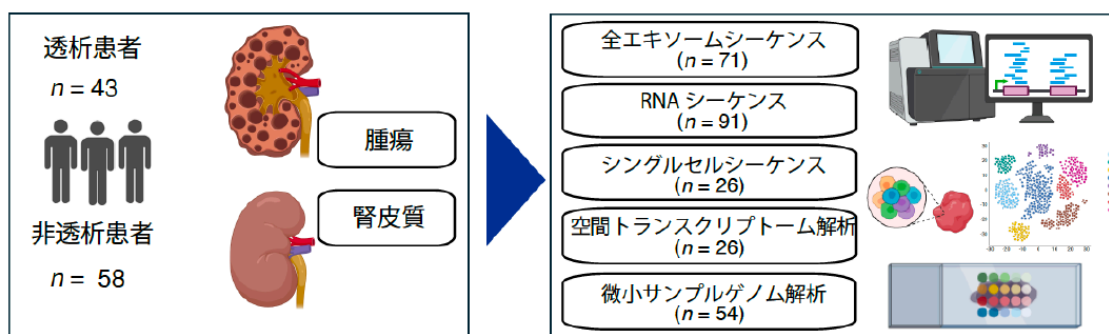 透析患者
n = 43
非透析患者
n = 58
腫瘍
腎皮質
全エキソームシーケンス
(n = 71)
RNA シーケンス
(n = 91)
シングルセルシーケンス
(n = 26)
空間トランスクリプトーム解析
(n = 26)
微小サンプルゲノム解析
(n = 54)